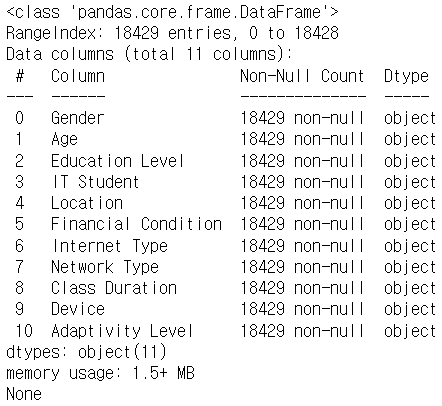 <class 'pandas.core.frame.DataFrame'>
RangeIndex: 18429 entries, 0 to 18428
Data columns (total 11 columns):
 #   Column               Non-Null Count  Dtype
---  ------               --------------  -----
 0   Gender               18429 non-null  object
 1   Age                  18429 non-null  object
 2   Education Level      18429 non-null  object
 3   IT Student           18429 non-null  object
 4   Location             18429 non-null  object
 5   Financial Condition  18429 non-null  object
 6   Internet Type        18429 non-null  object
 7   Network Type         18429 non-null  object
 8   Class Duration       18429 non-null  object
 9   Device               18429 non-null  object
 10  Adaptivity Level     18429 non-null  object
dtypes: object(11)
memory usage: 1.5+ MB
None